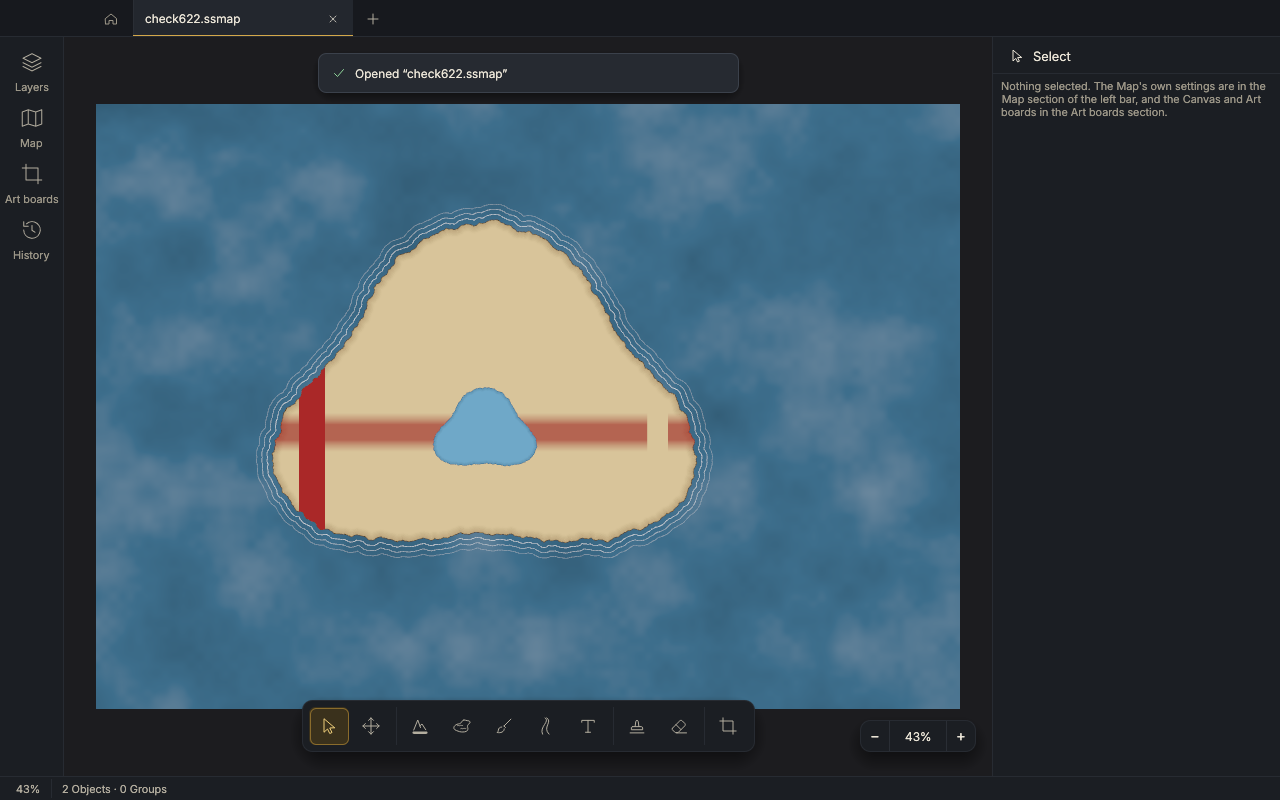 check622.ssmap
Opened “check622.ssmap”
Layers
Map
Art boards
History
Select
Nothing selected. The Map's own settings are in the
Map section of the left bar, and the Canvas and Art
boards in the Art boards section.
43%
43%
2 Objects · 0 Groups